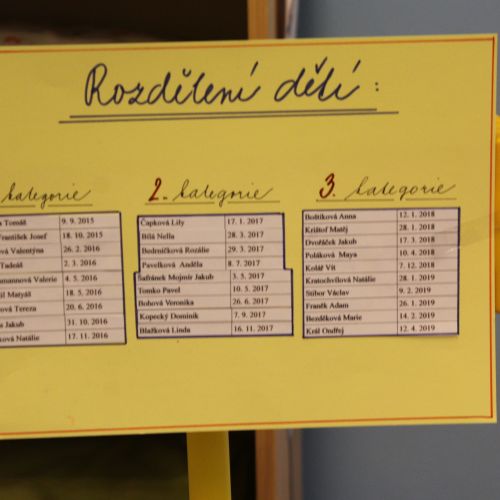 Rozdělení dětí :
kategorie
Tomáš 9. 9. 2015
František Josef 18. 10. 2015
Valentýna 26. 2. 2016
Tadeáš 2. 3. 2016
Valerie 4. 5. 2016
Matyáš 18. 5. 2016
Tereza 20. 6. 2016
Jakub 31. 10. 2016
Natálie 17. 11. 2016
2. kategorie
Čapková Lily 17. 1. 2017
Bílá Nella 28. 3. 2017
Bedrníčková Rozálie 29. 3. 2017
Pavelková Anděla 8. 7. 2017
Šafránek Mojmír Jakub 3. 5. 2017
Tomko Pavel 10. 5. 2017
Bohová Veronika 26. 6. 2017
Kopecký Dominik 7. 9. 2017
Blažková Linda 16. 11. 2017
3. kategorie
Boštíková Anna 12. 1. 2018
Krištof Matěj 28. 1. 2018
Dvořáček Jakub 17. 3. 2018
Poláková Maya 10. 4. 2018
Kolář Vít 7. 12. 2018
Kratochvílová Natálie 28. 1. 2019
Stibor Václav 9. 2. 2019
Franěk Adam 26. 1. 2019
Bezděková Marie 14. 2. 2019
Král Ondřej 12. 4. 2019